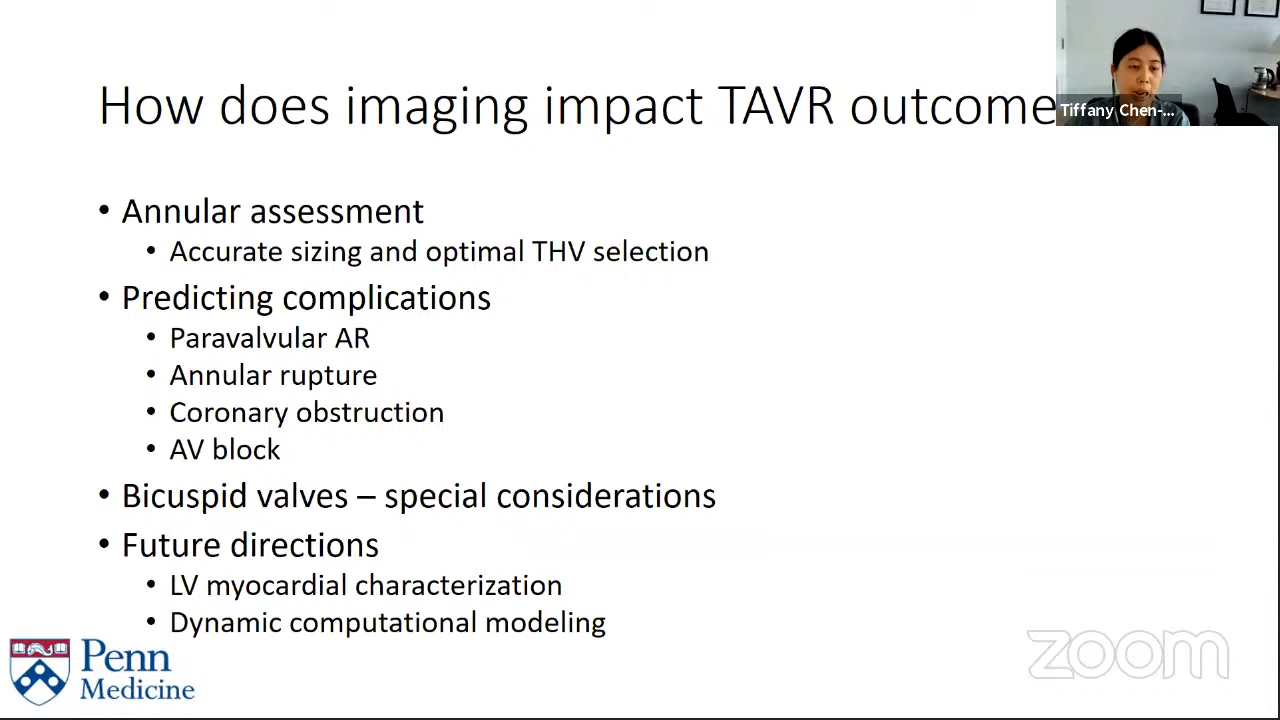 How does imaging impact TAVR outcome
Tiffany Chen-...
• Annular assessment
• Accurate sizing and optimal THV selection
• Predicting complications
• Paravalvular AR
• Annular rupture
• Coronary obstruction
• AV block
• Bicuspid valves – special considerations
• Future directions
• LV myocardial characterization
• Dynamic computational modeling
Penn
Medicine
zoom